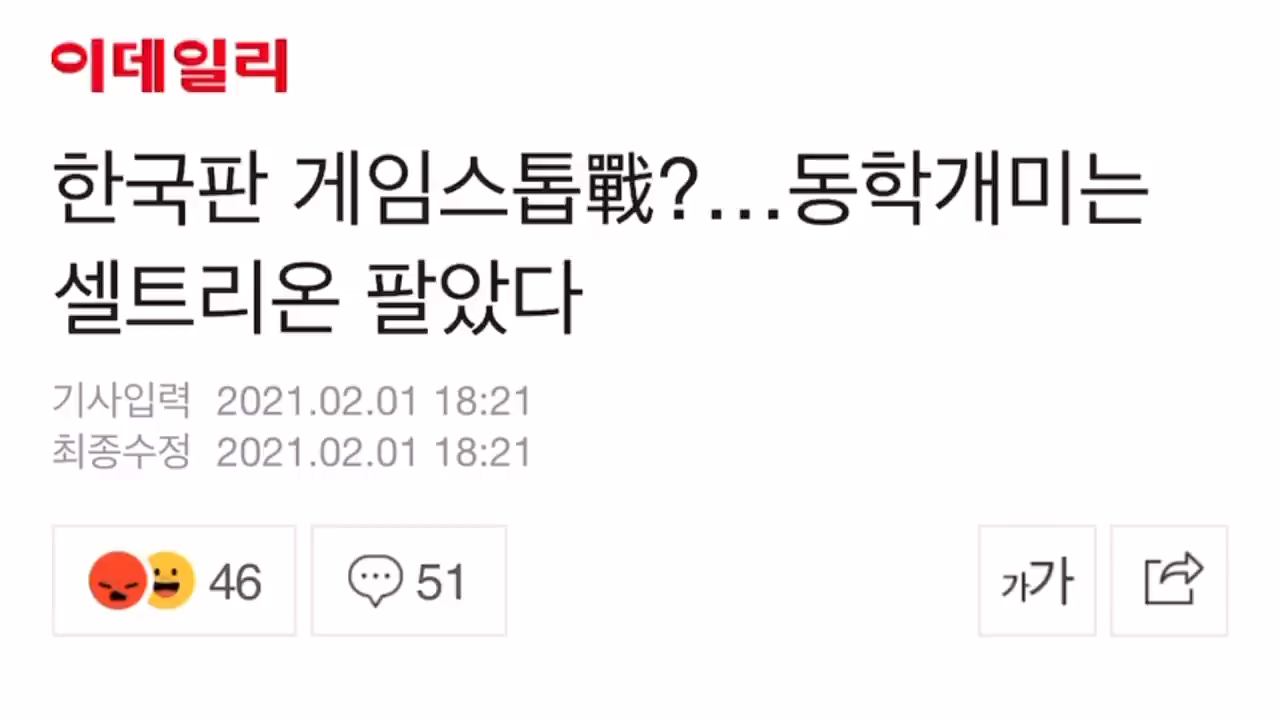 이데일리
한국판 게임스톱戰?...동학개미는
셀트리온 팔았다
기사입력 2021.02.01 18:21
최종수정 2021.02.01 18:21
46 51 가가